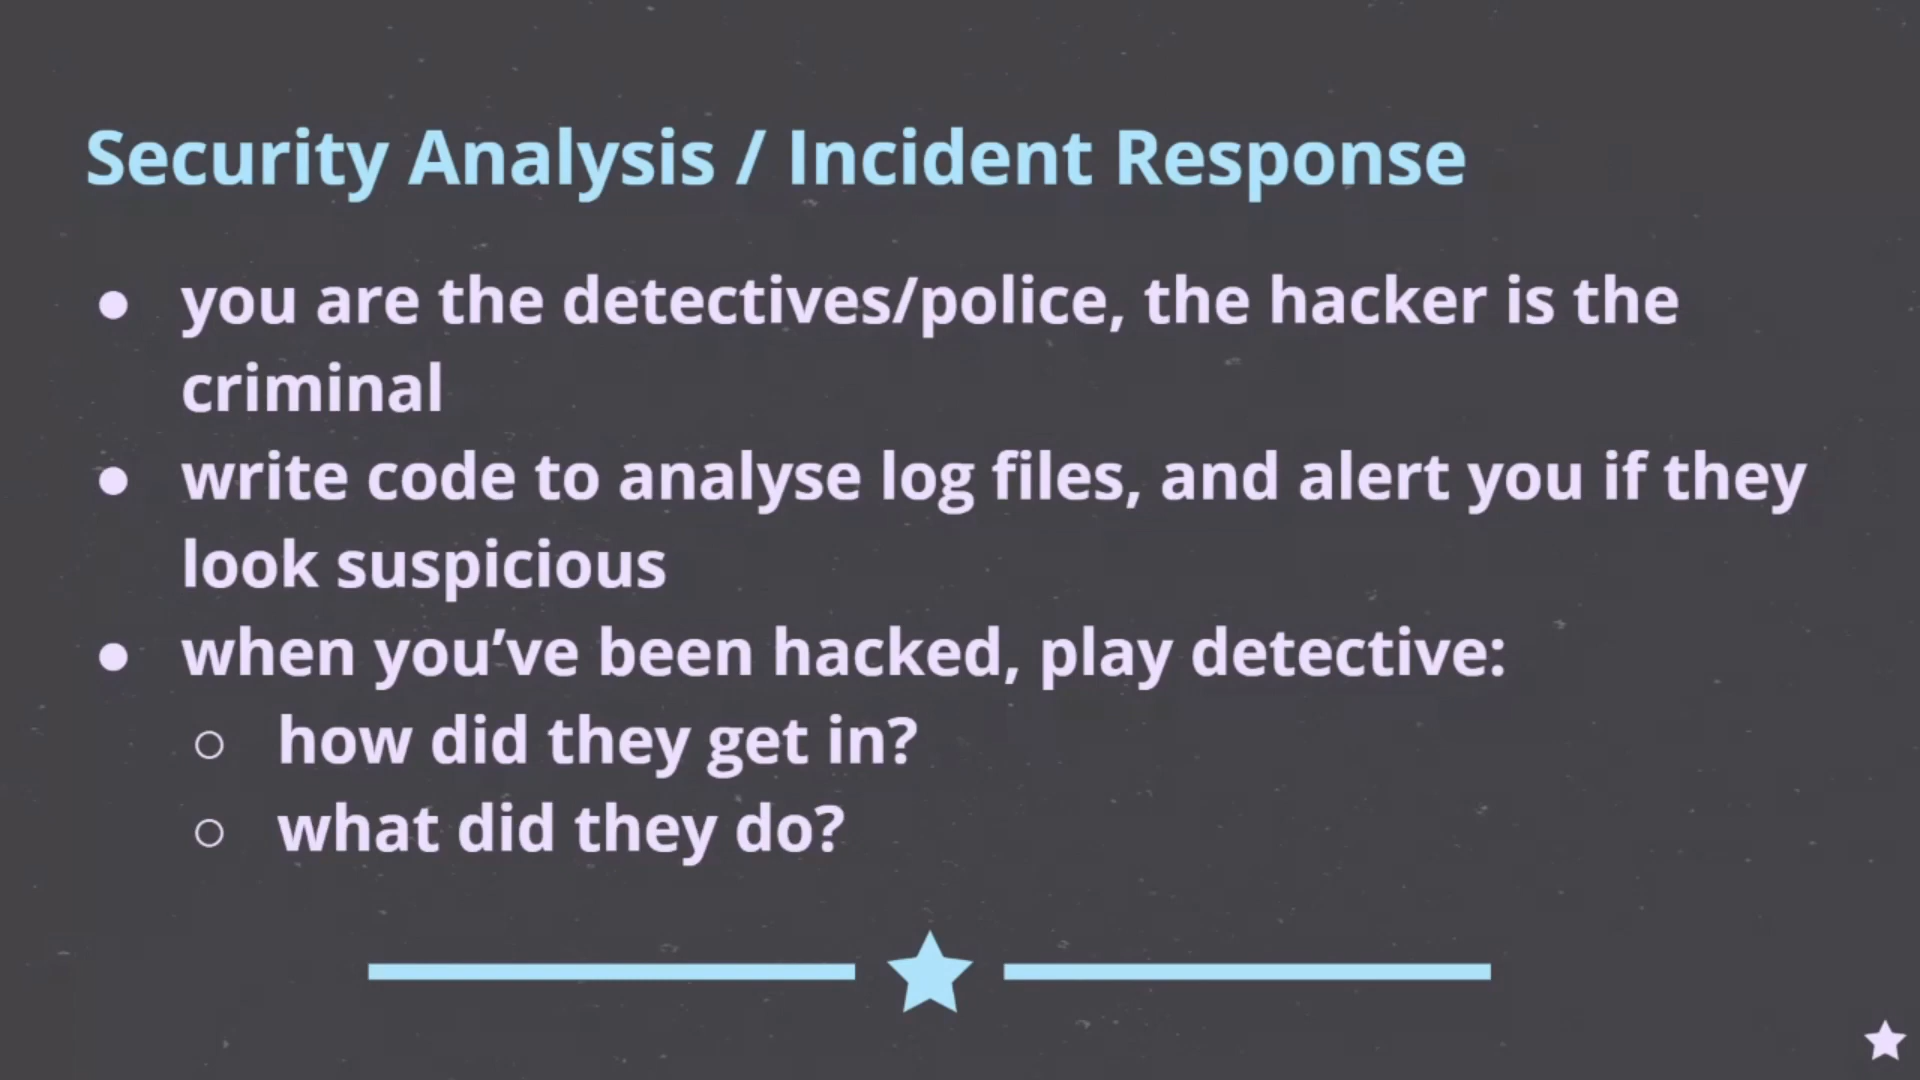 Security Analysis / Incident Response
● you are the detectives/police, the hacker is the
criminal
● write code to analyse log files, and alert you if they
look suspicious
● when you’ve been hacked, play detective:
○ how did they get in?
○ what did they do?